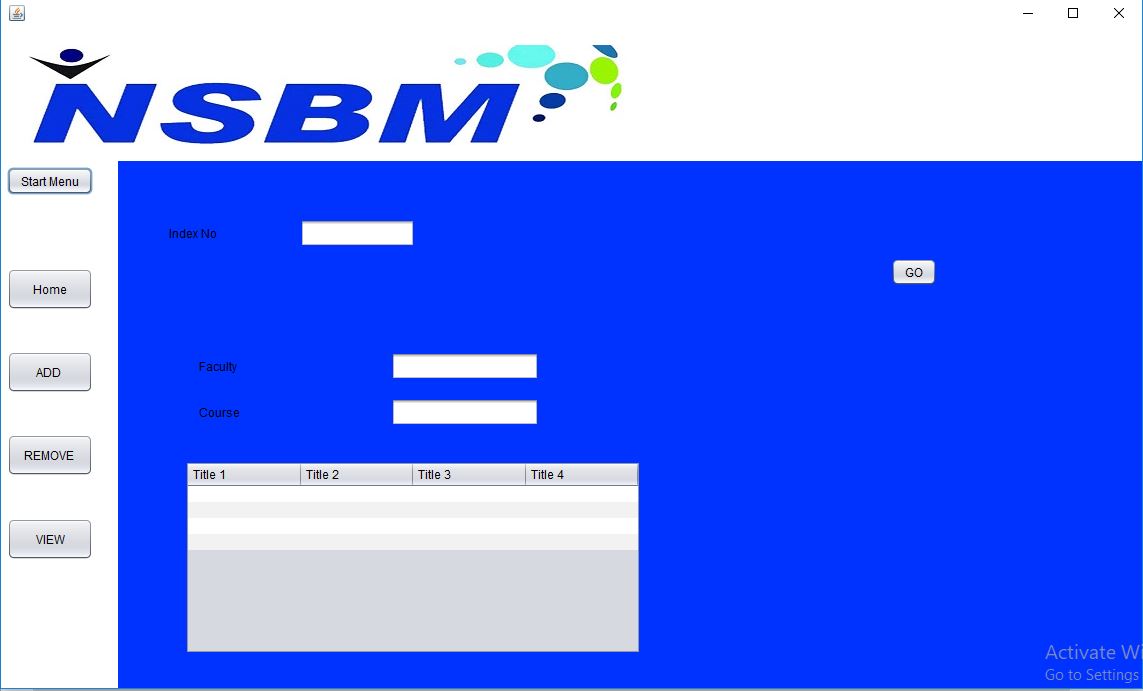 NSBM
Start Menu
Index No
GO
Home
Faculty
ADD
Course
REMOVE
Title 1 Title 2 Title 3 Title 4
VIEW
Activate Wi
Go to Settings